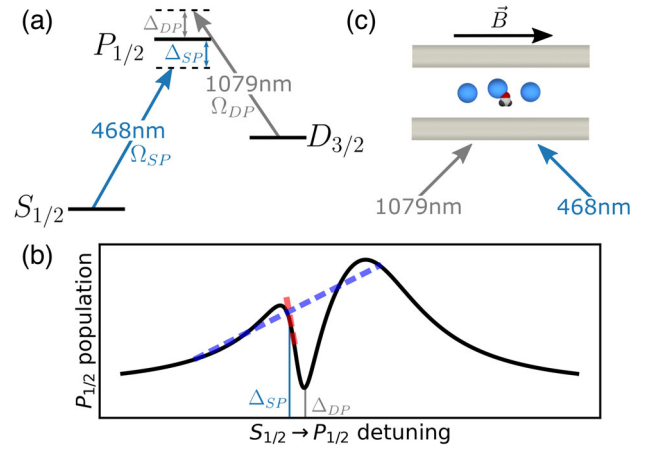 (a)
Δ_DP
P_1/2
Δ_SP
1079nm
Ω_DP
468nm
Ω_SP
D_3/2
S_1/2
(c)
B⃗
1079nm
468nm
(b)
P_1/2 population
Δ_SP
Δ_DP
S_1/2→P_1/2 detuning